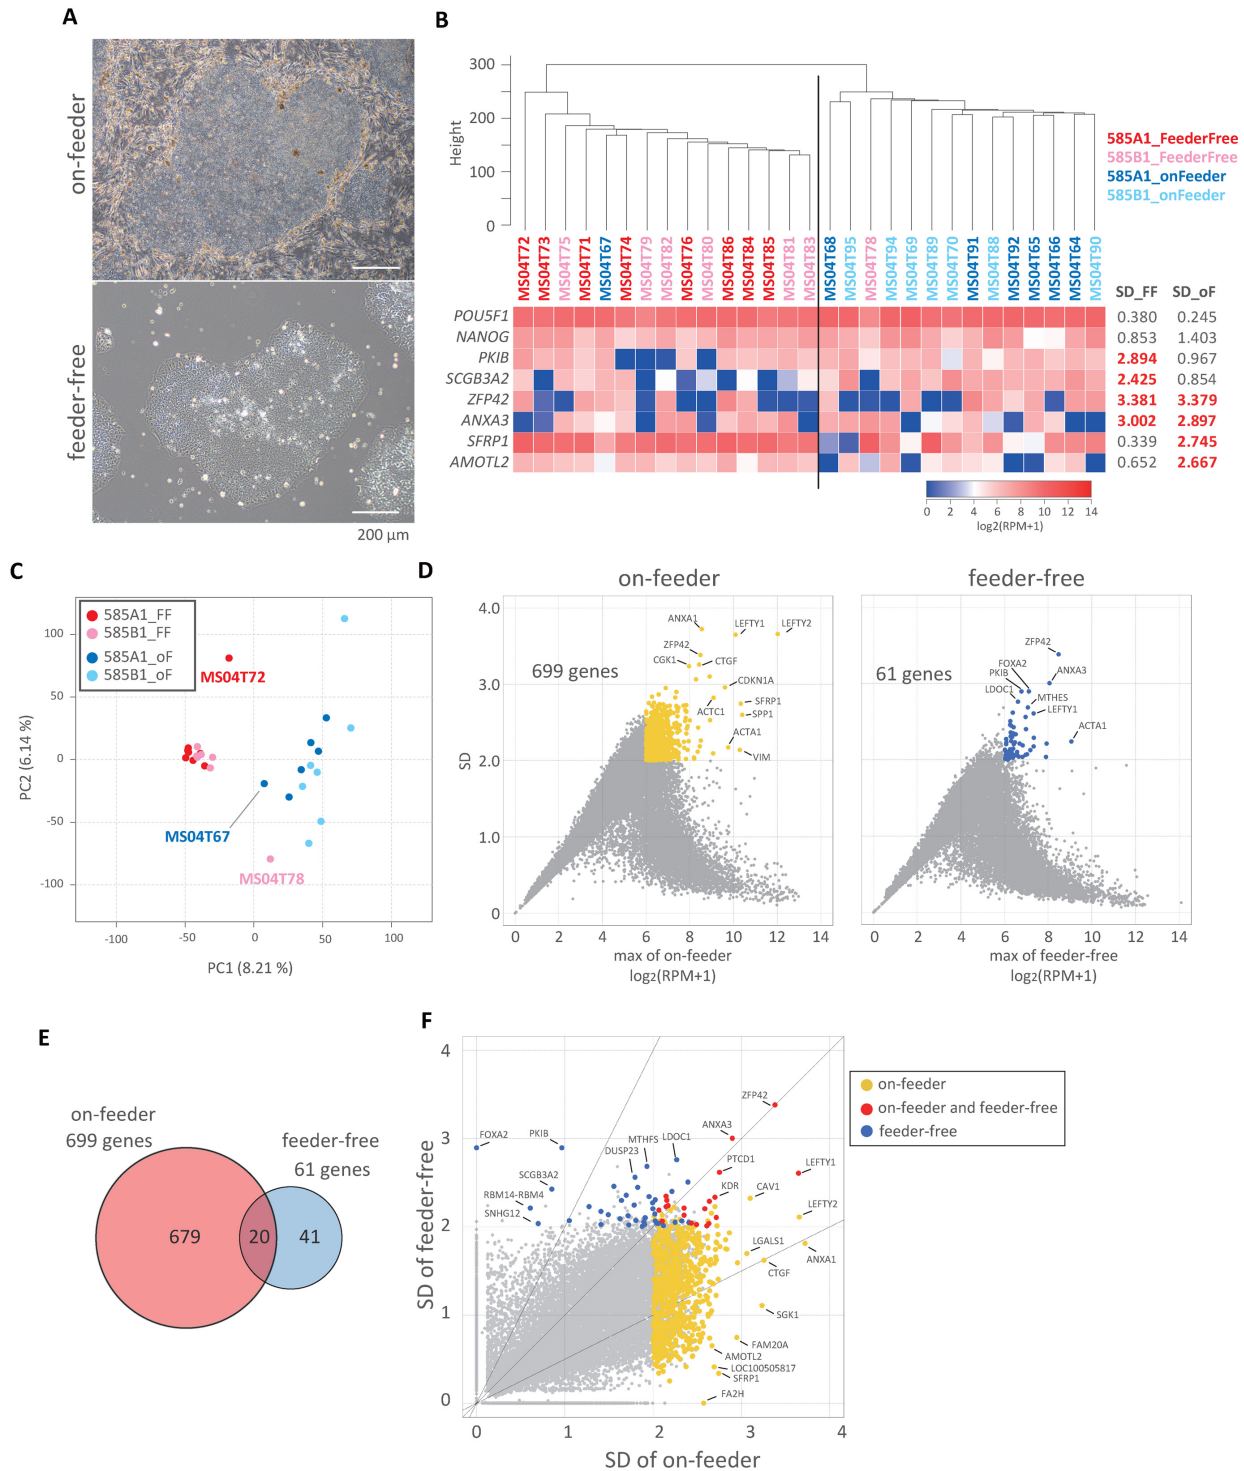 A
on-feeder
feeder-free
200 µm
B
Height
300
200
100
0
585A1_FeederFree
585B1_FeederFree
585A1_onFeeder
585B1_onFeeder
MS04T72
MS04T73
MS04T75
MS04T71
MS04T67
MS04T74
MS04T79
MS04T82
MS04T76
MS04T80
MS04T86
MS04T84
MS04T85
MS04T81
MS04T83
MS04T68
MS04T95
MS04T78
MS04T94
MS04T69
MS04T89
MS04T70
MS04T91
MS04T88
MS04T92
MS04T65
MS04T66
MS04T64
MS04T90
SD_FF SD_oF
POU5F1 0.380 0.245
NANOG 0.853 1.403
PKIB 2.894 0.967
SCGB3A2 2.425 0.854
ZFP42 3.381 3.379
ANXA3 3.002 2.897
SFRP1 0.339 2.745
AMOTL2 0.652 2.667
0 2 4 6 8 10 12 14
log2(RPM+1)
C
585A1_FF
585B1_FF
585A1_oF
585B1_oF
MS04T72
MS04T67
MS04T78
100
50
0
-50
-100
PC2 (6.14 %)
-100 -50 0 50 100
PC1 (8.21 %)
D
on-feeder
699 genes
ANXA1
LEFTY1
LEFTY2
ZFP42
CGK1
CTGF
CDKN1A
ACTC1
SFRP1
SPP1
ACTA1
VIM
SD
4.0
3.0
2.0
1.0
0
0 2 4 6 8 10 12 14
max of on-feeder
log2(RPM+1)
feeder-free
61 genes
ZFP42
FOXA2
PKIB
ANXA3
LDOC1
MTHES
LEFTY1
ACTA1
0 2 4 6 8 10 12 14
max of feeder-free
log2(RPM+1)
E
on-feeder
699 genes
feeder-free
61 genes
679
20
41
F
SD of feeder-free
4
3
2
1
0
ZFP42
ANXA3
FOXA2
PKIB
MTHFS
LDOC1
DUSP23
PTCD1
LEFTY1
SCGB3A2
KDR
CAV1
RBM14-RBM4
LEFTY2
SNHG12
LGALS1
ANXA1
CTGF
SGK1
FAM20A
AMOTL2
LOC100505817
SFRP1
FA2H
0 1 2 3 4
SD of on-feeder
on-feeder
on-feeder and feeder-free
feeder-free